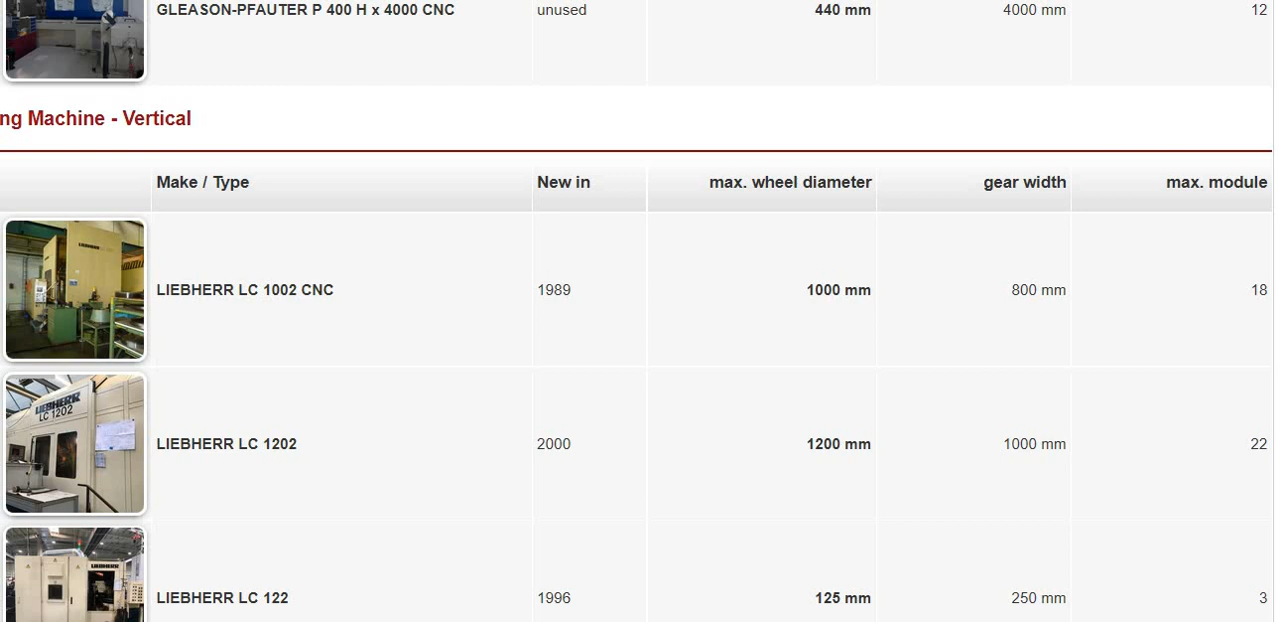 GLEASON-PFAUTER P 400 H x 4000 CNC unused 440 mm 4000 mm 12
ng Machine - Vertical
Make / Type New in max. wheel diameter gear width max. module
LIEBHERR
LIEBHERR LC 1002 CNC 1989 1000 mm 800 mm 18
LIEBHERR
LC 1202
LIEBHERR LC 1202 2000 1200 mm 1000 mm 22
LIEBHERR
LIEBHERR LC 122 1996 125 mm 250 mm 3